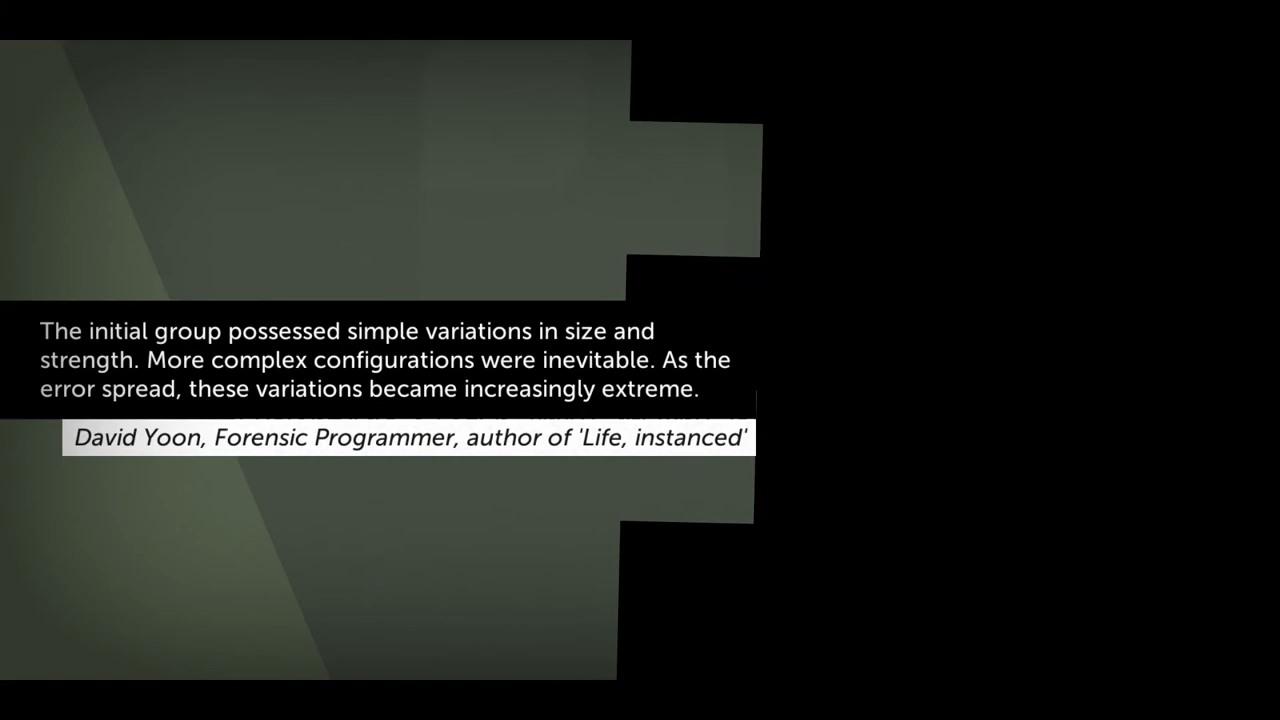 The initial group possessed simple variations in size and
strength. More complex configurations were inevitable. As the
error spread, these variations became increasingly extreme.
David Yoon, Forensic Programmer, author of 'Life, instanced'